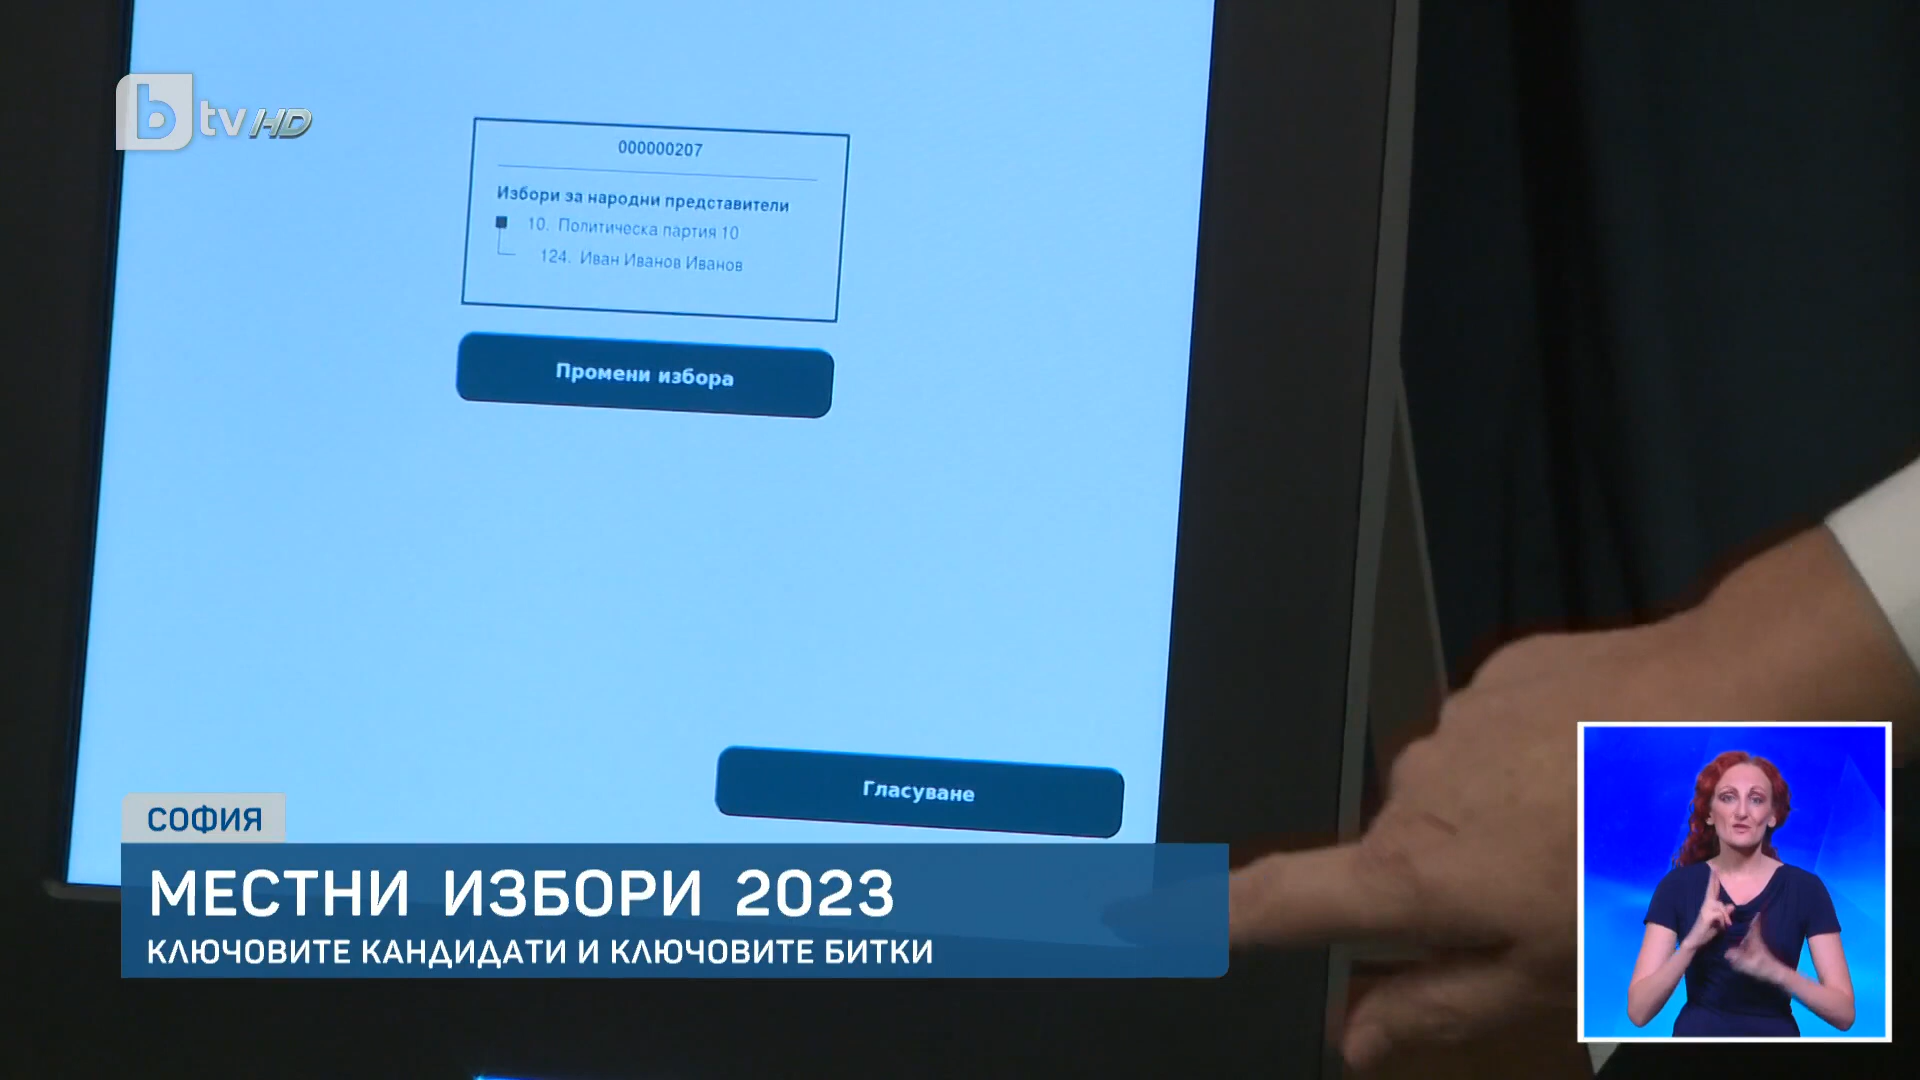 b tv HD
000000207
Избори за народни представители
10. Политическа партия 10
124. Иван Иванов Иванов
Промени избора
Гласуване
СОФИЯ
МЕСТНИ ИЗБОРИ 2023
КЛЮЧОВИТЕ КАНДИДАТИ И КЛЮЧОВИТЕ БИТКИ